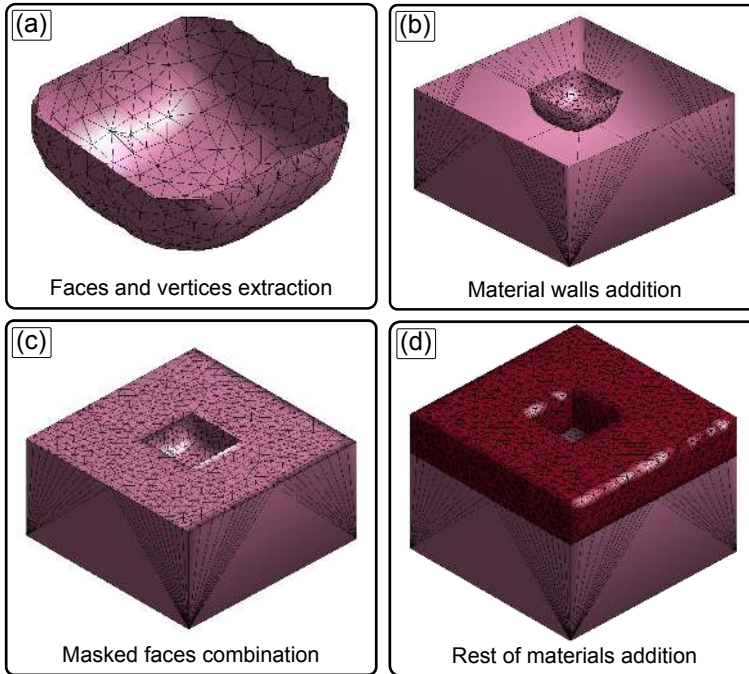 (a)
Faces and vertices extraction
(b)
Material walls addition
(c)
Masked faces combination
(d)
Rest of materials addition